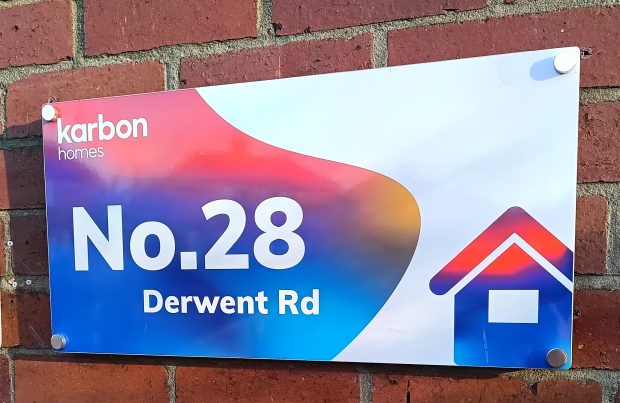 karbon
homes
No.28
Derwent Rd